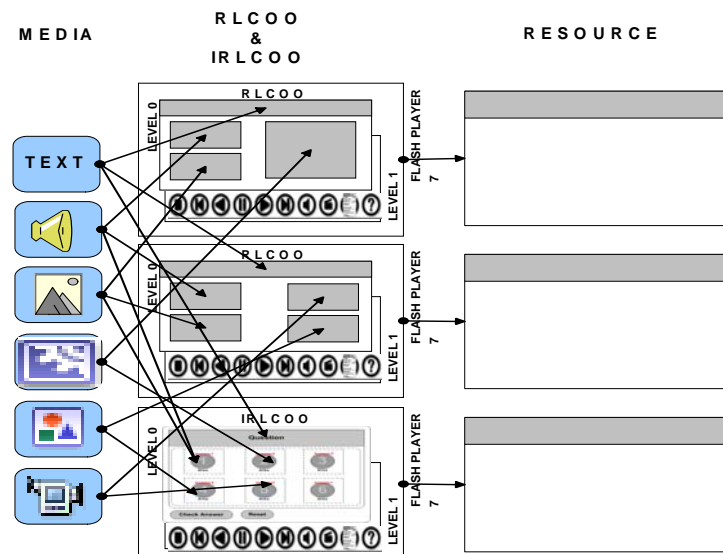 MEDIA
RLCOO
&
IRLCOO
RESOURCE
TEXT
RLCOO
LEVEL 0
LEVEL 1
FLASH PLAYER
7
?
RLCOO
LEVEL 0
LEVEL 1
FLASH PLAYER
7
?
IRLCOO
LEVEL 0
Question
Check Answer
Reset
LEVEL 1
FLASH PLAYER
7
?